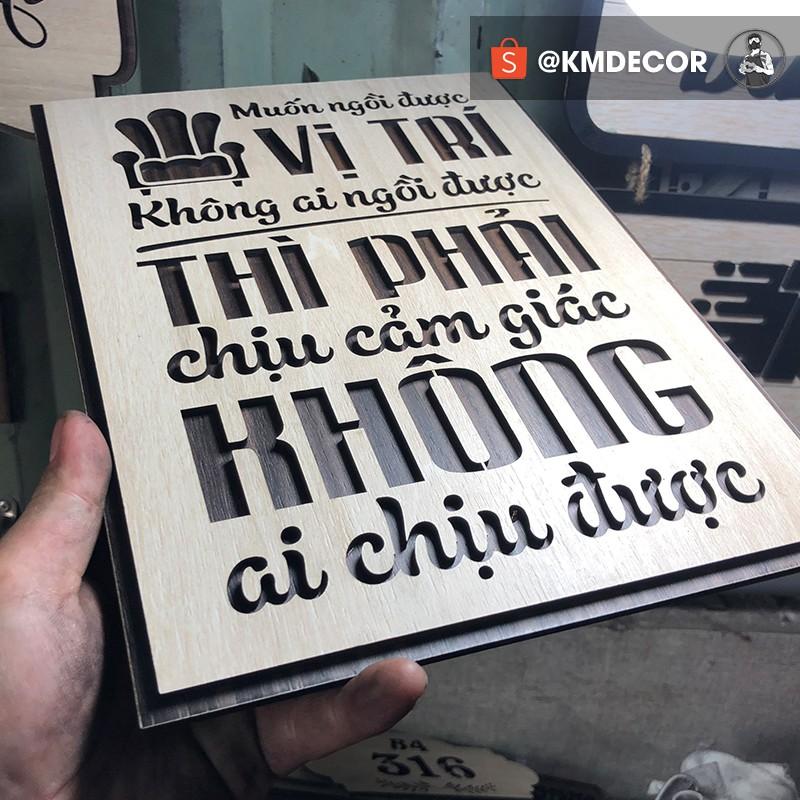 @KMDECOR
Muốn ngồi được
VỊ TRÍ
Không ai ngồi được
THÌ PHẢI
chịu cảm giác
KHÔNG
ai chịu được
B4
316